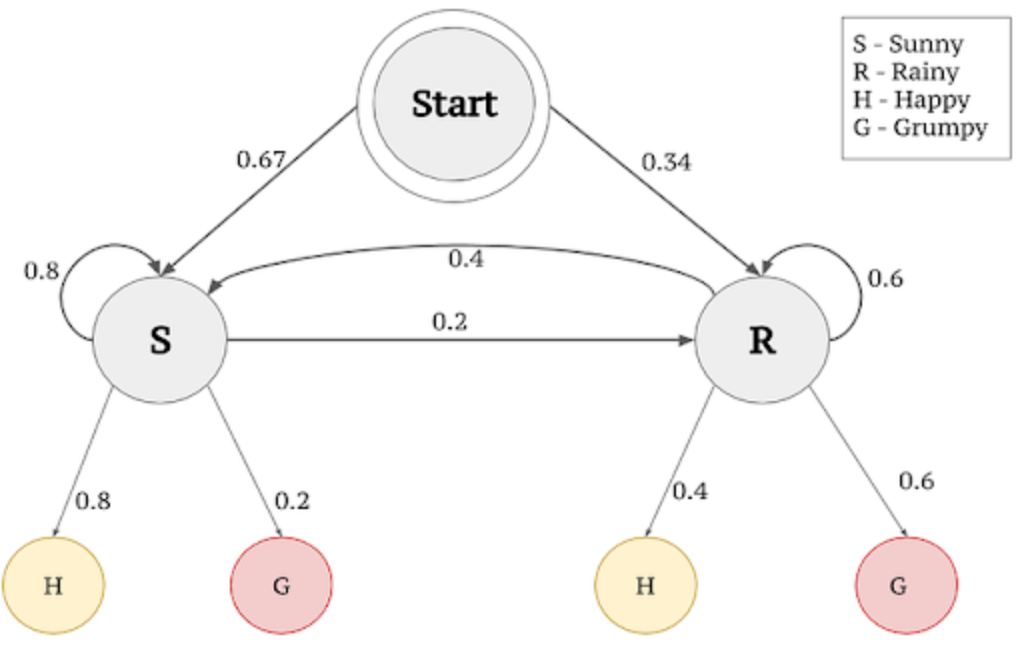 Start
S - Sunny
R - Rainy
H - Happy
G - Grumpy
0.67
0.34
0.8
0.4
0.6
0.2
S
R
0.8
0.2
0.4
0.6
H
G
H
G